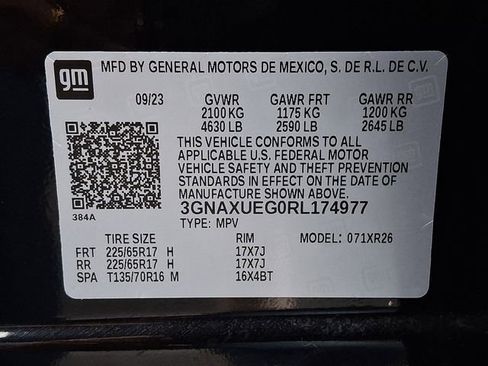 gm
MFD BY GENERAL MOTORS DE MEXICO, S. DE R.L. DE C.V.
09/23 GVWR GAWR FRT GAWR RR
2100 KG 1175 KG 1200 KG
4630 LB 2590 LB 2645 LB
THIS VEHICLE CONFORMS TO ALL
APPLICABLE U.S. FEDERAL MOTOR
VEHICLE SAFETY AND THEFT PREVENTION
STANDARDS IN EFFECT ON THE DATE OF
MANUFACTURE SHOWN ABOVE.
384A
3GNAXUEG0RL174977
TYPE: MPV
TIRE SIZE RIM MODEL: 071XR26
FRT 225/65R17 H 17X7J
RR 225/65R17 H 17X7J
SPA T135/70R16 M 16X4BT